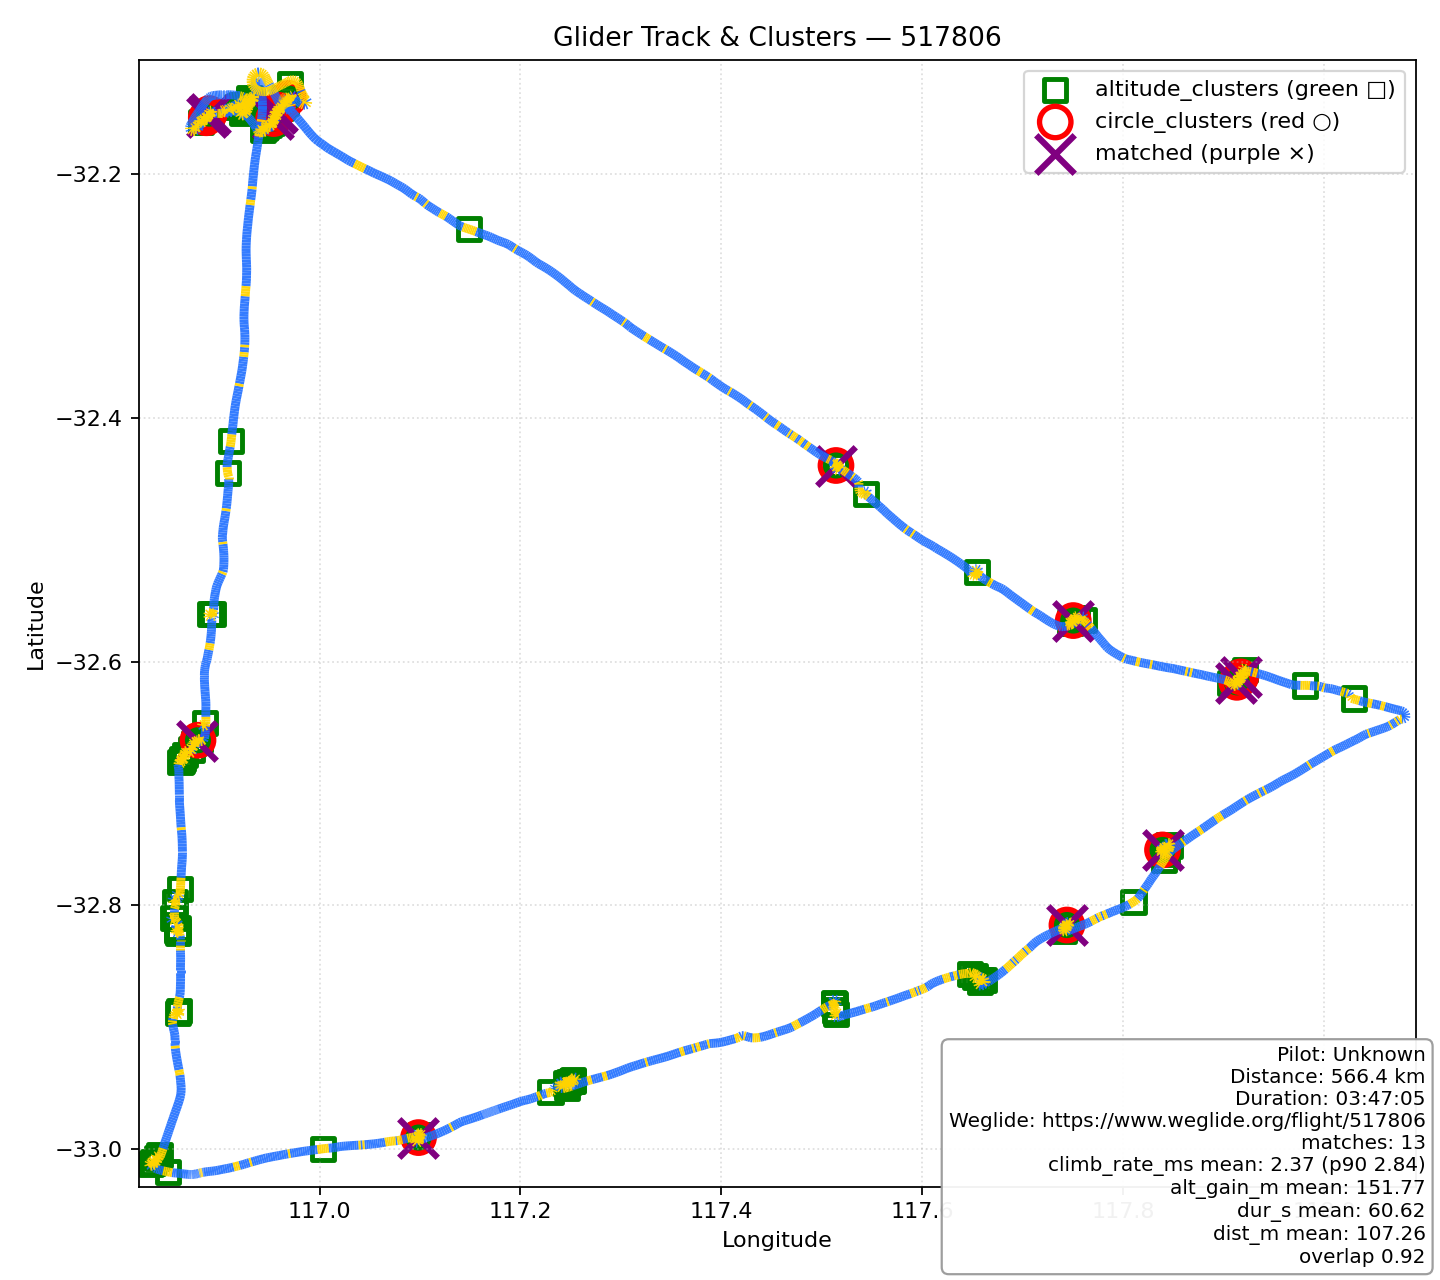 Glider Track & Clusters — 517806
altitude_clusters (green □)
circle_clusters (red ○)
matched (purple ×)
Latitude
−32.2
−32.4
−32.6
−32.8
−33.0
117.0
117.2
117.4
117.6
117.8
Longitude
Pilot: Unknown
Distance: 566.4 km
Duration: 03:47:05
Weglide: https://www.weglide.org/flight/517806
matches: 13
climb_rate_ms mean: 2.37 (p90 2.84)
alt_gain_m mean: 151.77
dur_s mean: 60.62
dist_m mean: 107.26
overlap 0.92